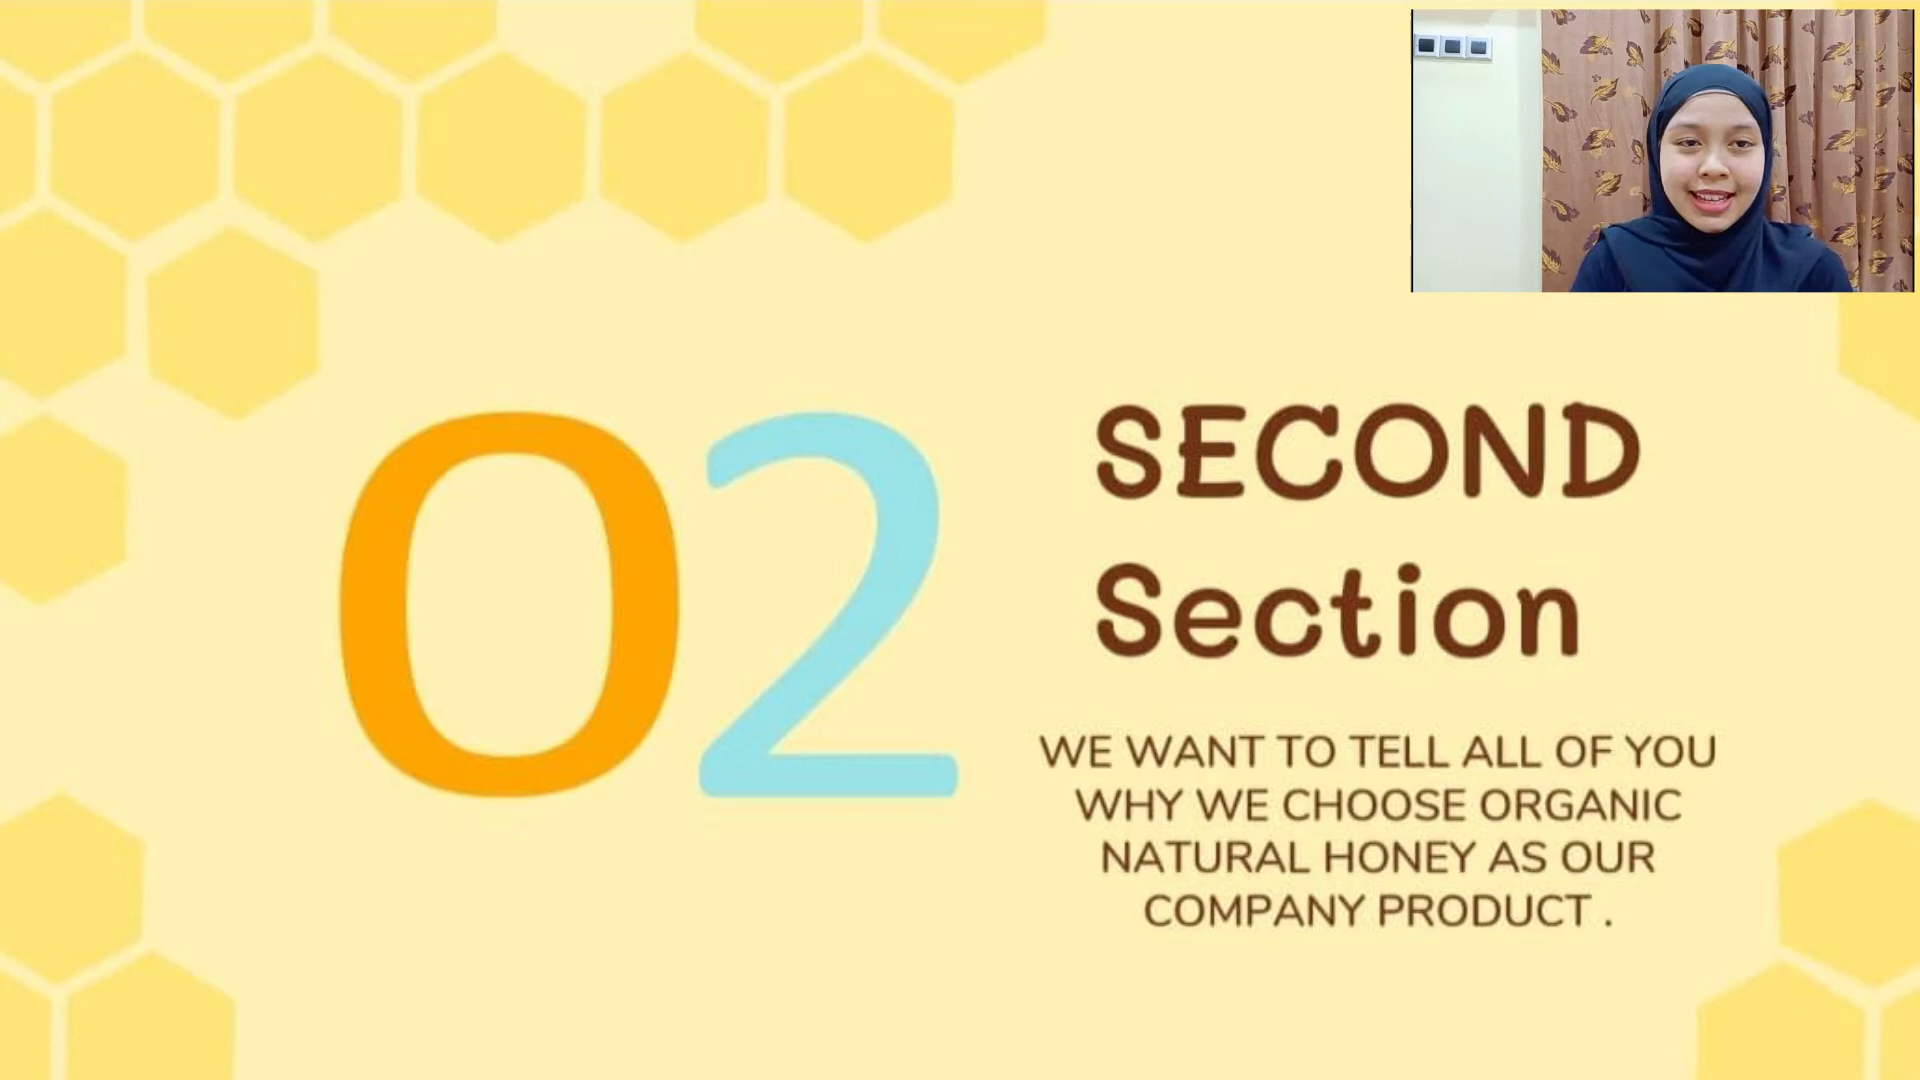 02
SECOND
Section
WE WANT TO TELL ALL OF YOU
WHY WE CHOOSE ORGANIC
NATURAL HONEY AS OUR
COMPANY PRODUCT .